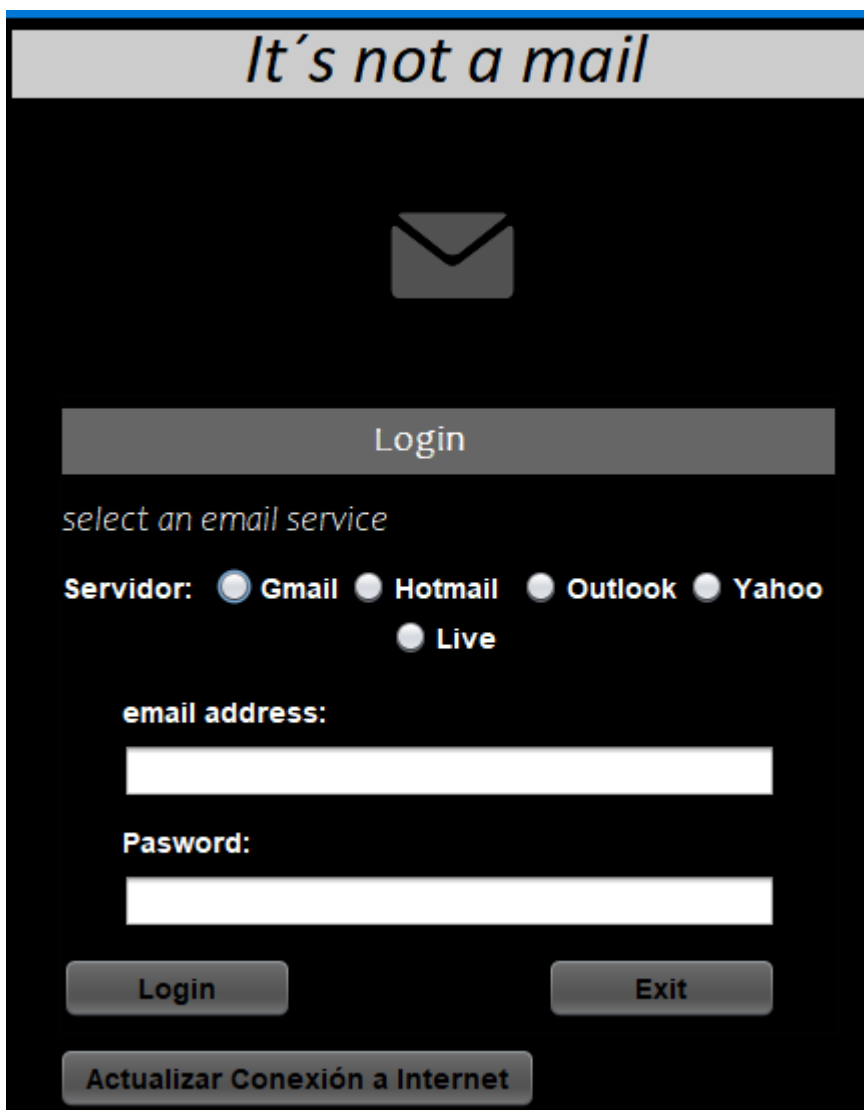 It´s not a mail
Login
select an email service
Servidor: Gmail Hotmail Outlook Yahoo
Live
email address:
Pasword:
Login Exit
Actualizar Conexión a Internet